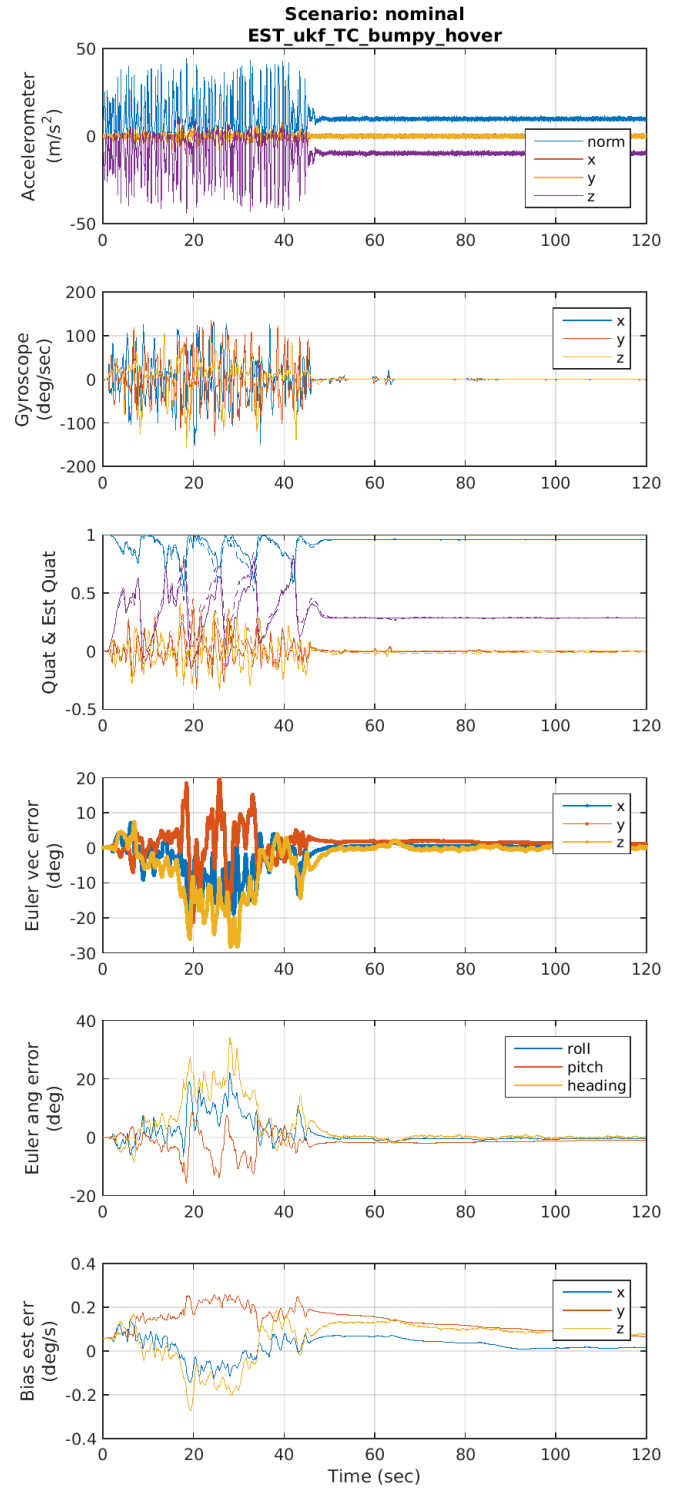 Scenario: nominal
EST_ukf_TC_bumpy_hover
Accelerometer
(m/s²)
50
0
-50
norm
x
y
z
0 20 40 60 80 100 120
Gyroscope
(deg/sec)
200
100
0
-100
-200
x
y
z
0 20 40 60 80 100 120
Quat & Est Quat
1
0.5
0
-0.5
0 20 40 60 80 100 120
Euler vec error
(deg)
20
10
0
-10
-20
-30
x
y
z
0 20 40 60 80 100 120
Euler ang error
(deg)
40
20
0
-20
roll
pitch
heading
0 20 40 60 80 100 120
Bias est err
(deg/s)
0.4
0.2
0
-0.2
-0.4
x
y
z
0 20 40 60 80 100 120
Time (sec)